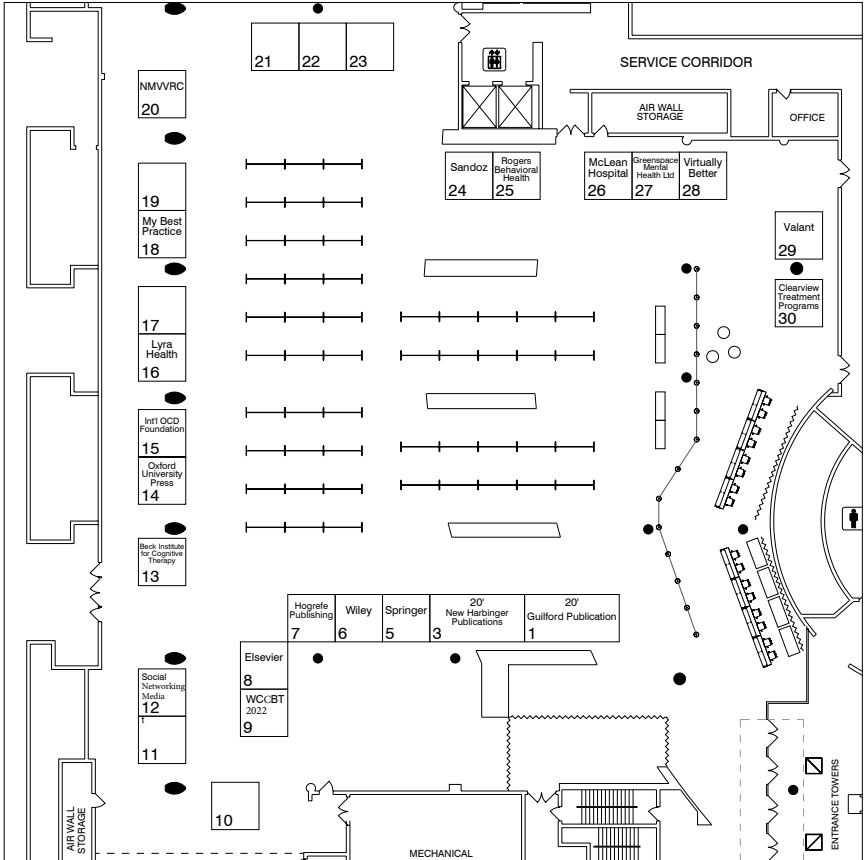 21
22
23
SERVICE CORRIDOR
NMVVRC
20
AIR WALL
STORAGE
OFFICE
Sandoz
24
Rogers
Behavioral
Health
25
McLean
Hospital
26
Greenspace
Mental
Health Ltd
27
Virtually
Better
28
19
My Best
Practice
18
Valant
29
Clearview
Treatment
Programs
30
17
Lyra
Health
16
Int'l OCD
Foundation
15
Oxford
University
Press
14
Beck Institute
for Cognitive
Therapy
13
Hogrefe
Publishing
7
Wiley
6
Springer
5
20'
New Harbinger
Publications
3
20'
Guilford Publication
1
Elsevier
8
WCCBT
2022
9
Social
Networking
Media
12
t
11
10
AIR WALL
STORAGE
MECHANICAL
ENTRANCE TOWERS